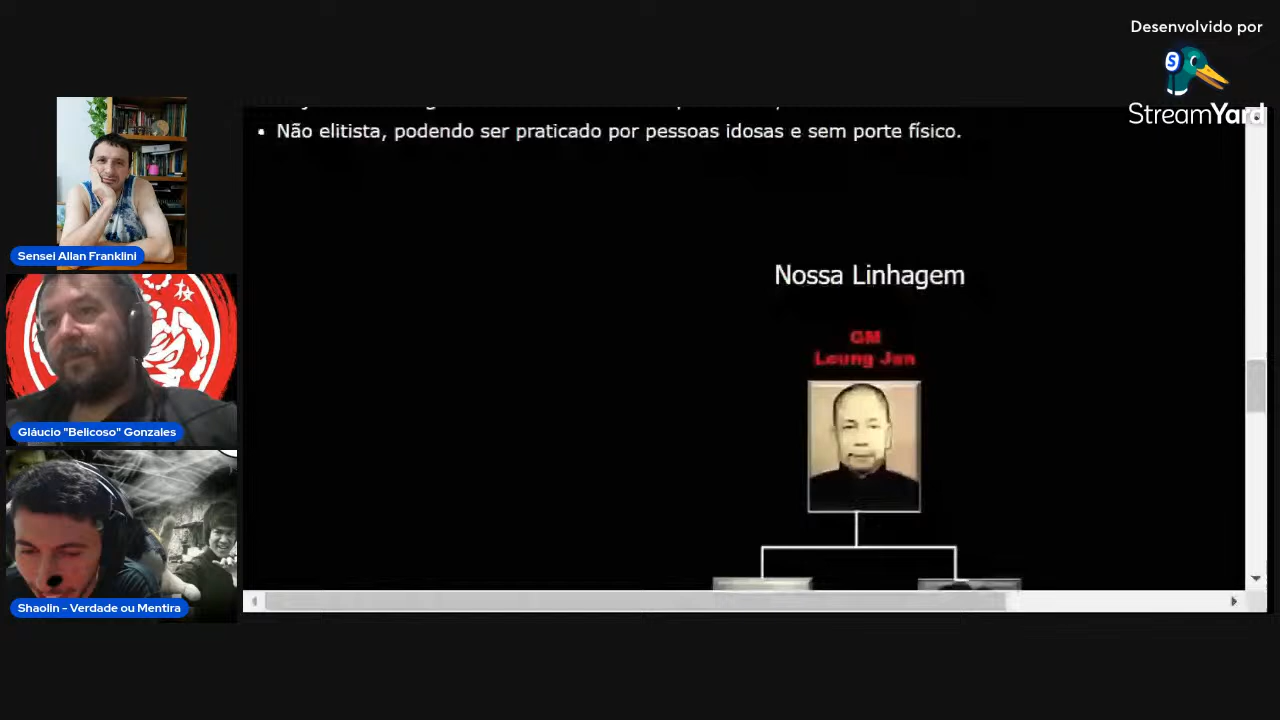 Desenvolvido por
StreamYard
• Não elitista, podendo ser praticado por pessoas idosas e sem porte físico.
Nossa Linhagem
GM
Leung Jan
Sensei Allan Franklini
Gláucio "Belicoso" Gonzales
Shaolin - Verdade ou Mentira